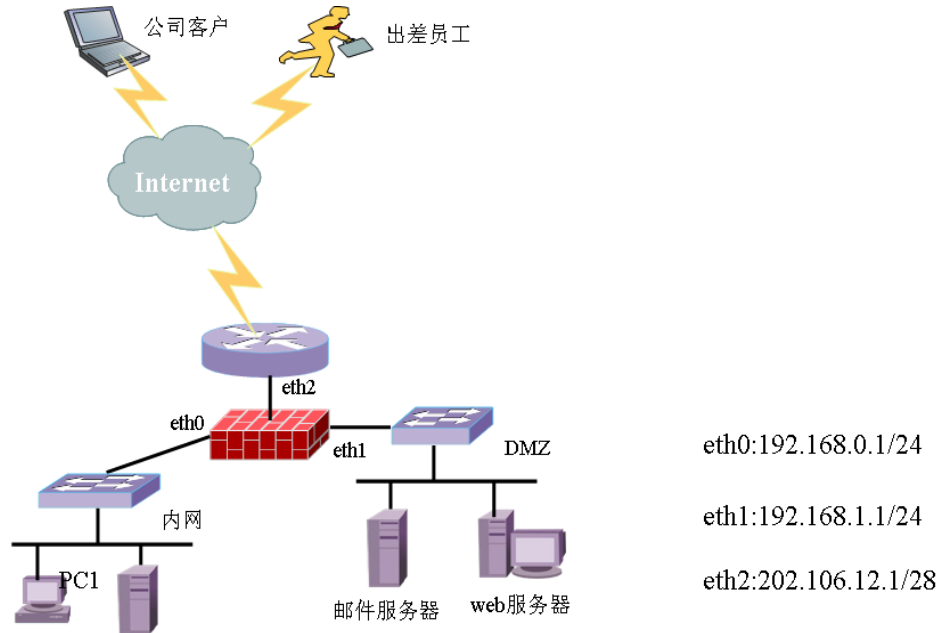 公司客户
出差员工
Internet
eth2
eth0
eth1
DMZ
内网
PC1
邮件服务器
web服务器
eth0:192.168.0.1/24
eth1:192.168.1.1/24
eth2:202.106.12.1/28